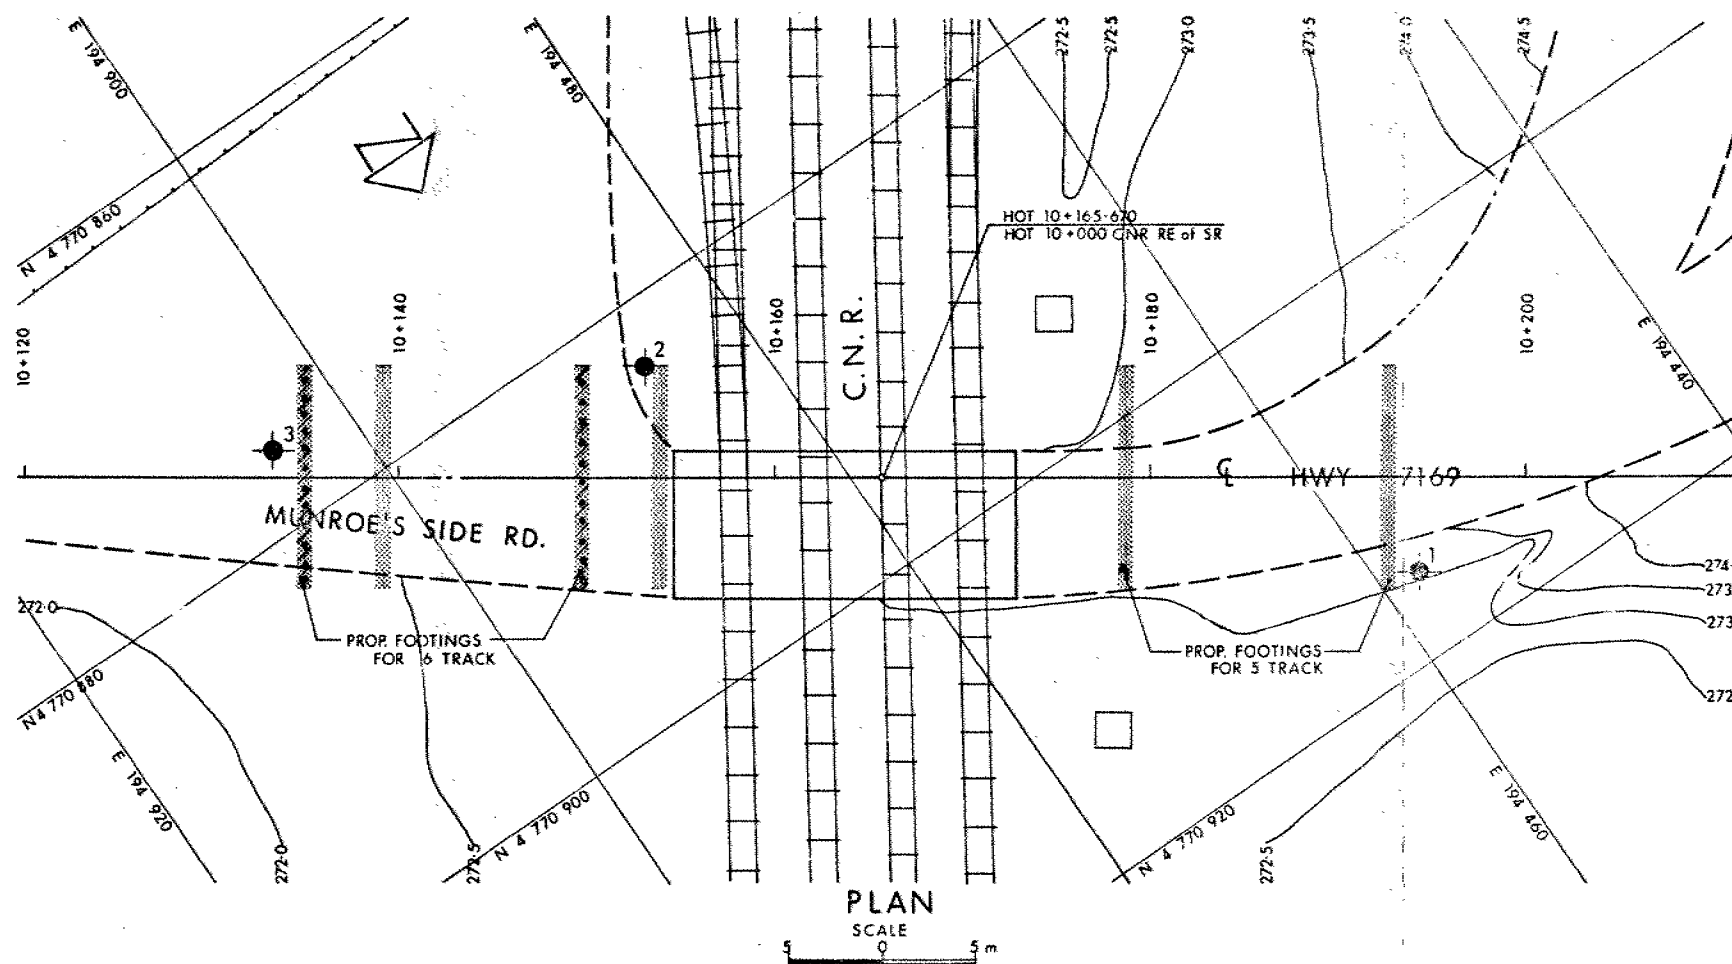 E 194 900
E 194 480
272·5
272·5
273·0
273·5
274·0
274·5
N 4 770 860
HOT 10+165·670
HOT 10+000 CNR RE of SR
10+120
10+140
10+160
C.N.R.
10+180
10+200
E 194 440
2
3
℄ HWY 7169
MUNROE'S SIDE RD.
1
274
273
273
272
272·0
PROP. FOOTINGS
FOR 6 TRACK
PROP. FOOTINGS
FOR 5 TRACK
N 4 770 880
E 194 920
272·0
272·5
N 4 770 900
N 4 770 920
272·5
E 194 460
PLAN
SCALE
5 0 5 m